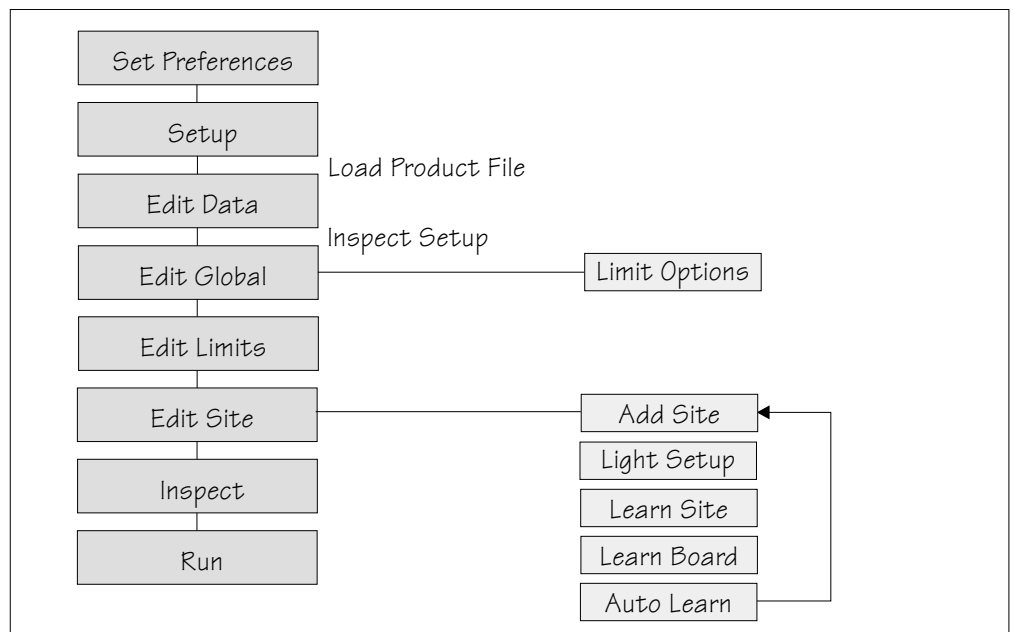 Set Preferences
Setup
Load Product File
Edit Data
Inspect Setup
Edit Global
Limit Options
Edit Limits
Edit Site
Add Site
Light Setup
Inspect
Learn Site
Learn Board
Run
Auto Learn